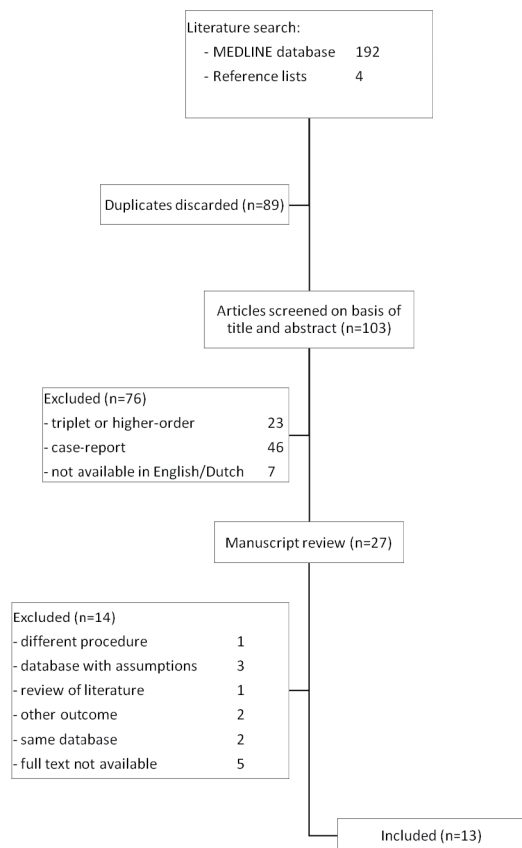 Literature search:
- MEDLINE database 192
- Reference lists 4
Duplicates discarded (n=89)
Articles screened on basis of
title and abstract (n=103)
Excluded (n=76)
- triplet or higher-order 23
- case-report 46
- not available in English/Dutch 7
Manuscript review (n=27)
Excluded (n=14)
- different procedure 1
- database with assumptions 3
- review of literature 1
- other outcome 2
- same database 2
- full text not available 5
Included (n=13)